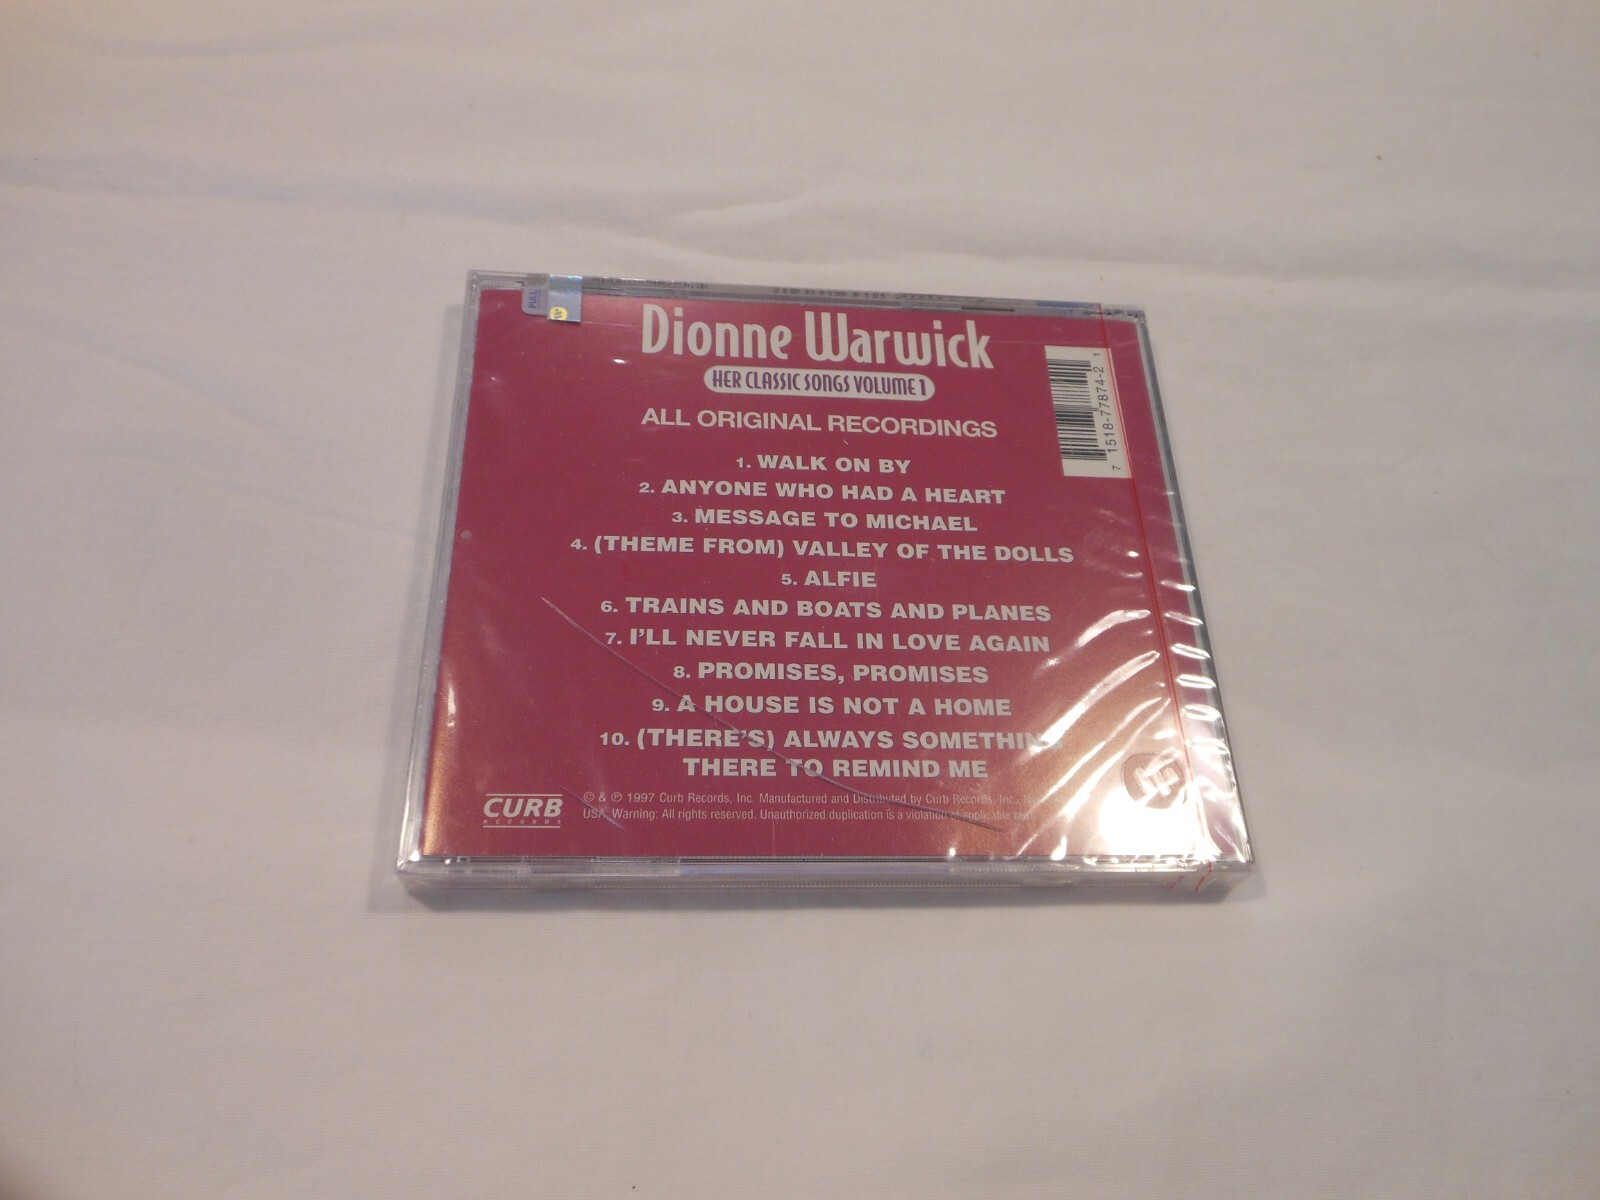 PULL
Dionne Warwick
HER CLASSIC SONGS VOLUME 1
ALL ORIGINAL RECORDINGS
1. WALK ON BY
2. ANYONE WHO HAD A HEART
3. MESSAGE TO MICHAEL
4. (THEME FROM) VALLEY OF THE DOLLS
5. ALFIE
6. TRAINS AND BOATS AND PLANES
7. I'LL NEVER FALL IN LOVE AGAIN
8. PROMISES, PROMISES
9. A HOUSE IS NOT A HOME
10. (THERE'S) ALWAYS SOMETHING
THERE TO REMIND ME
7 1518-77874-2 1
CURB
RECORDS
© & ℗ 1997 Curb Records, Inc. Manufactured and Distributed by Curb Records, Inc.,
USA. Warning: All rights reserved. Unauthorized duplication is a violation of applicable